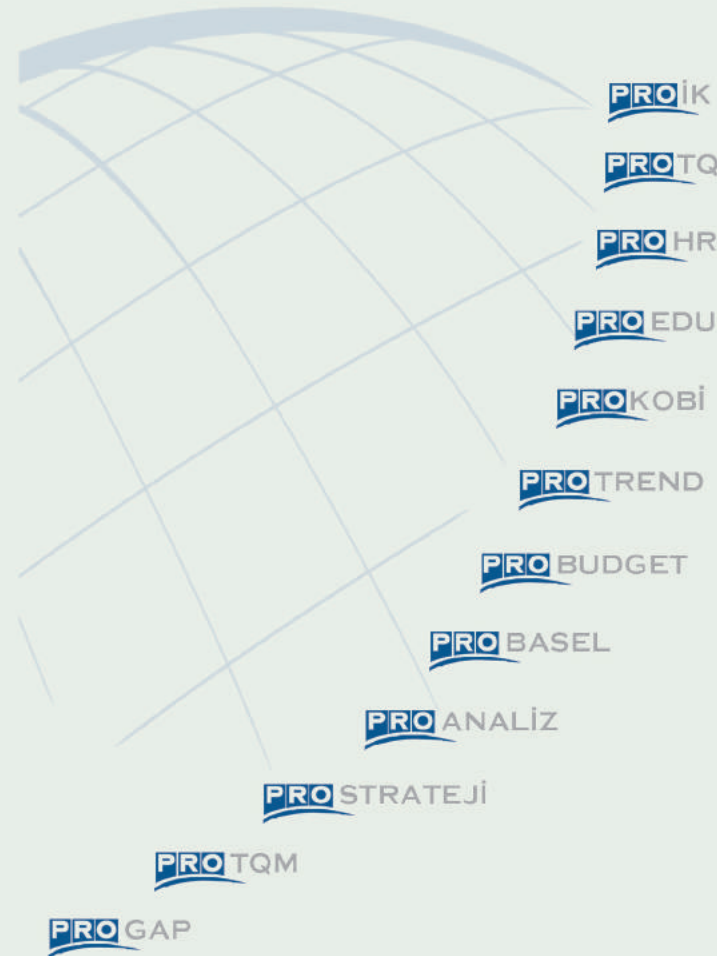 PROİK
PROTQ
PROHR
PROEDU
PROKOBİ
PROTREND
PROBUDGET
PROBASEL
PROANALİZ
PROSTRATEJİ
PROTQM
PROGAP